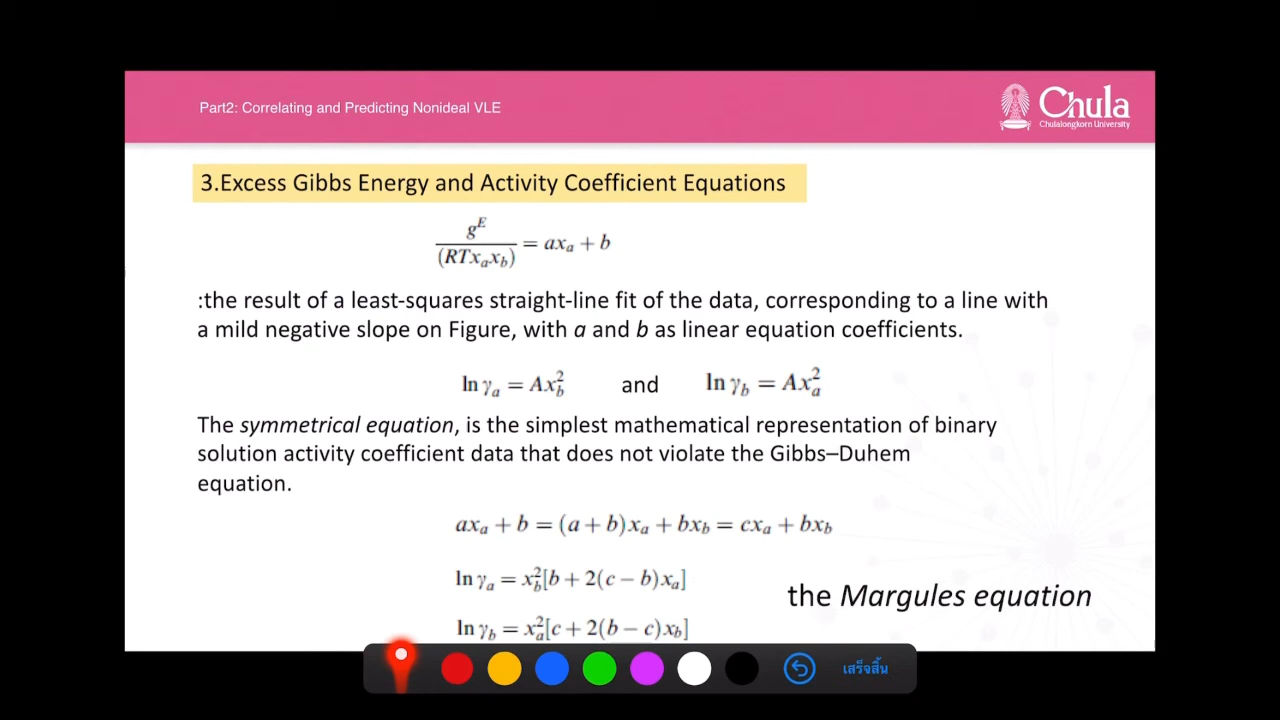 Part2: Correlating and Predicting Nonideal VLE
Chula
Chulalongkorn University
3.Excess Gibbs Energy and Activity Coefficient Equations
g^E / (RTx_a x_b) = ax_a + b
:the result of a least-squares straight-line fit of the data, corresponding to a line with
a mild negative slope on Figure, with a and b as linear equation coefficients.
ln γ_a = Ax_b^2 and ln γ_b = Ax_a^2
The symmetrical equation, is the simplest mathematical representation of binary
solution activity coefficient data that does not violate the Gibbs–Duhem
equation.
ax_a + b = (a + b)x_a + bx_b = cx_a + bx_b
ln γ_a = x_b^2[b + 2(c − b)x_a]
the Margules equation
ln γ_b = x_a^2[c + 2(b − c)x_b]
เสร็จสิ้น